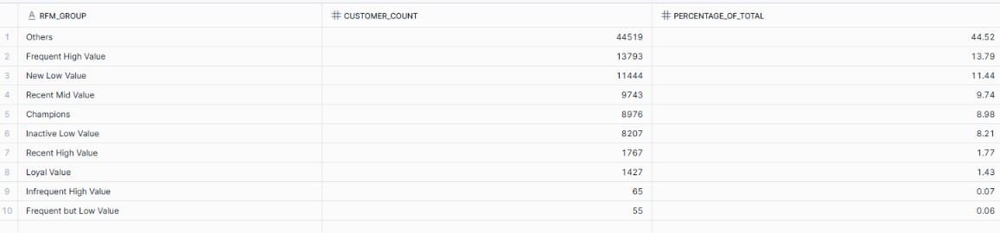 RFM_GROUP CUSTOMER_COUNT PERCENTAGE_OF_TOTAL
1 Others 44519 44.52
2 Frequent High Value 13793 13.79
3 New Low Value 11444 11.44
4 Recent Mid Value 9743 9.74
5 Champions 8976 8.98
6 Inactive Low Value 8207 8.21
7 Recent High Value 1767 1.77
8 Loyal Value 1427 1.43
9 Infrequent High Value 65 0.07
10 Frequent but Low Value 55 0.06